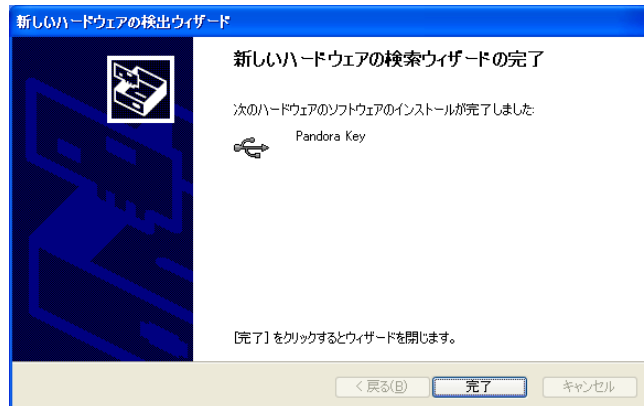 新しいハードウェアの検出ウィザード
新しいハードウェアの検索ウィザードの完了
次のハードウェアのソフトウェアのインストールが完了しました:
Pandora Key
[完了] をクリックするとウィザードを閉じます。
< 戻る(B)
完了
キャンセル